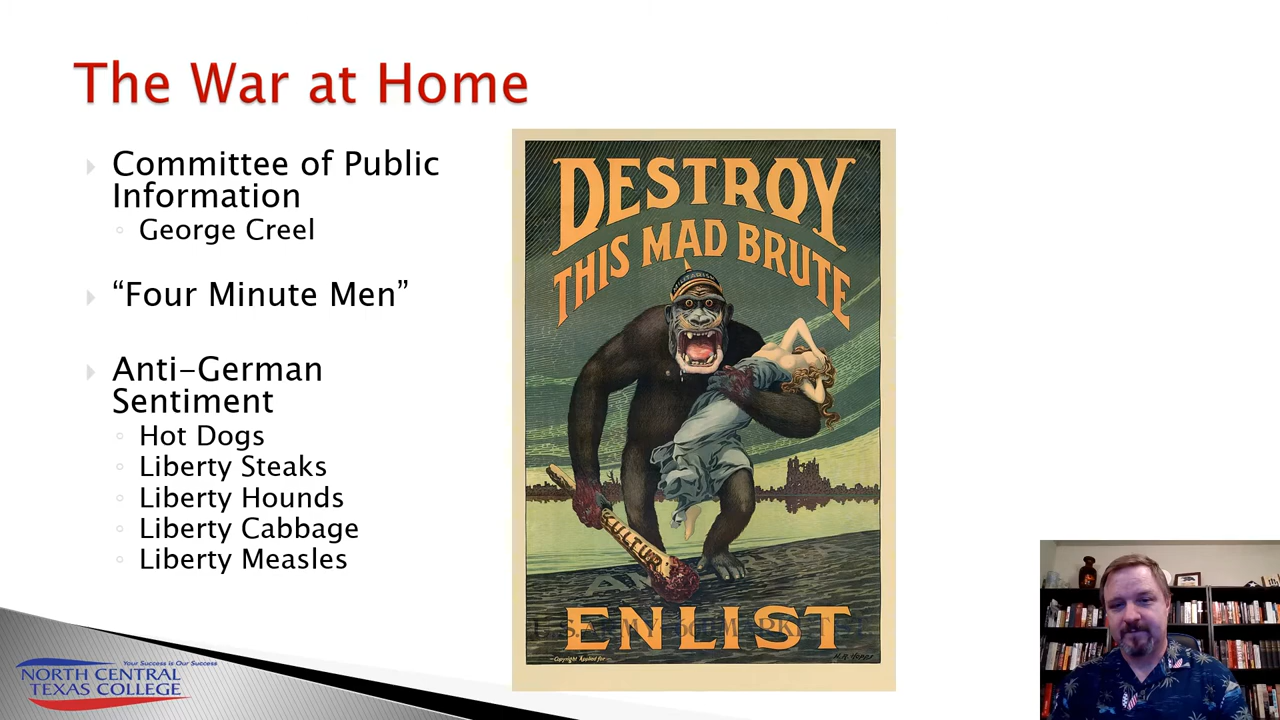 The War at Home
Committee of Public
Information
George Creel
“Four Minute Men”
Anti-German
Sentiment
Hot Dogs
Liberty Steaks
Liberty Hounds
Liberty Cabbage
Liberty Measles
DESTROY
THIS MAD BRUTE
MILITARISM
KULTUR
ENLIST
Your Success is Our Success
NORTH CENTRAL
TEXAS COLLEGE